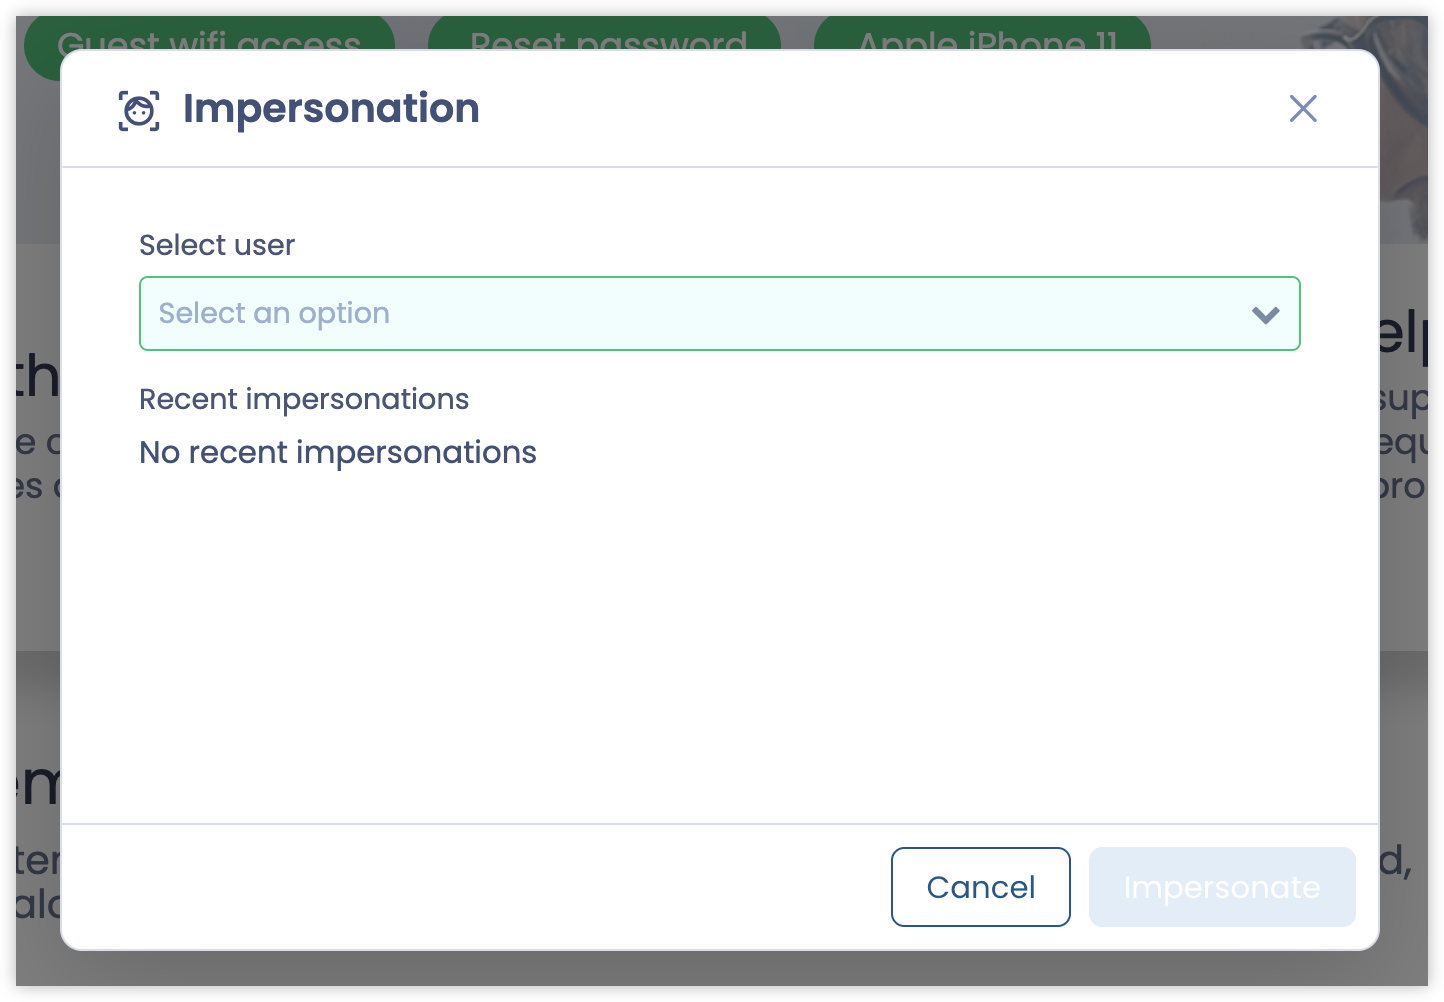 Guest wifi access Reset password Apple iPhone 11
Impersonation
Select user
Select an option
Recent impersonations
No recent impersonations
Cancel Impersonate